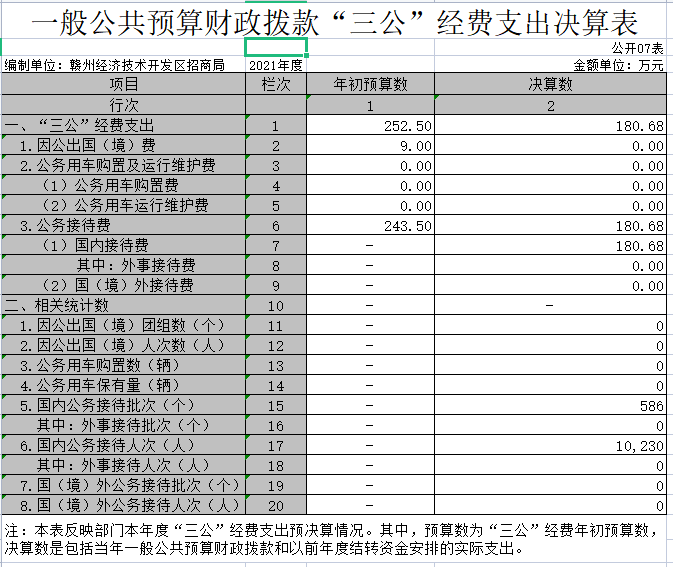 一般公共预算财政拨款“三公”经费支出决算表
公开07表
编制单位：赣州经济技术开发区招商局 2021年度 金额单位：万元
项目 栏次 年初预算数 决算数
行次 1 2
一、“三公”经费支出 1 252.50 180.68
1.因公出国（境）费 2 9.00 0.00
2.公务用车购置及运行维护费 3 0.00 0.00
（1）公务用车购置费 4 0.00 0.00
（2）公务用车运行维护费 5 0.00 0.00
3.公务接待费 6 243.50 180.68
（1）国内接待费 7 - 180.68
其中：外事接待费 8 - 0.00
（2）国（境）外接待费 9 - 0.00
二、相关统计数 10 - -
1.因公出国（境）团组数（个） 11 - 0
2.因公出国（境）人次数（人） 12 - 0
3.公务用车购置数（辆） 13 - 0
4.公务用车保有量（辆） 14 - 0
5.国内公务接待批次（个） 15 - 586
其中：外事接待批次（个） 16 - 0
6.国内公务接待人次（人） 17 - 10,230
其中：外事接待人次（人） 18 - 0
7.国（境）外公务接待批次（个） 19 - 0
8.国（境）外公务接待人次（人） 20 - 0
注：本表反映部门本年度“三公”经费支出预决算情况。其中，预算数为“三公”经费年初预算数，
决算数是包括当年一般公共预算财政拨款和以前年度结转资金安排的实际支出。